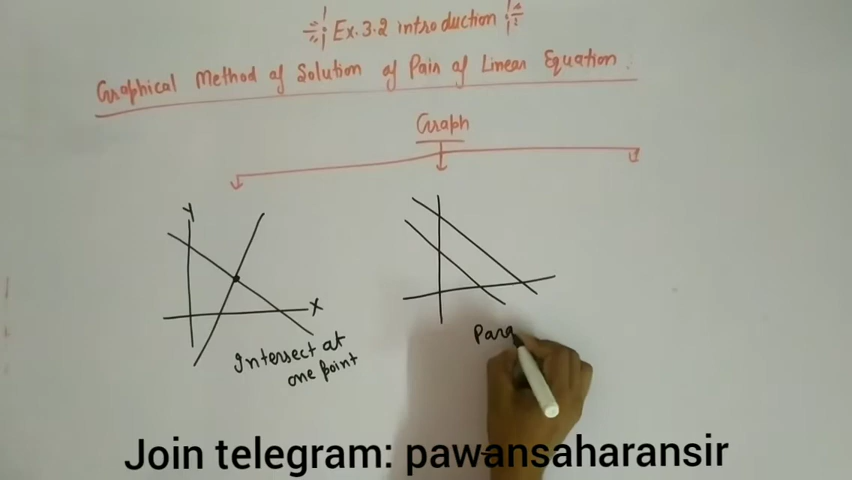 Ex.3.2 introduction
Graphical Method of Solution of Pair of Linear Equation.
Graph
Y
X
Intersect at
one point
Para
Join telegram: pawansaharansir